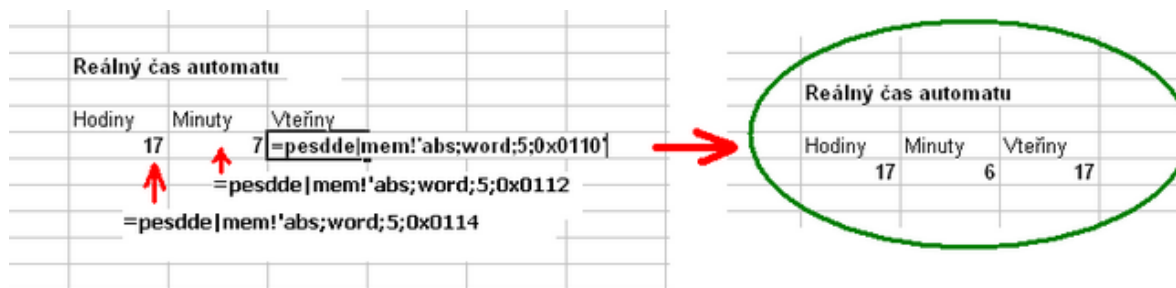 Reálný čas automatu
Hodiny Minuty Vteřiny
17 7 =pesdde|mem!'abs;word;5;0x0110'
=pesdde|mem!'abs;word;5;0x0112
=pesdde|mem!'abs;word;5;0x0114
Reálný čas automatu
Hodiny Minuty Vteřiny
17 6 17